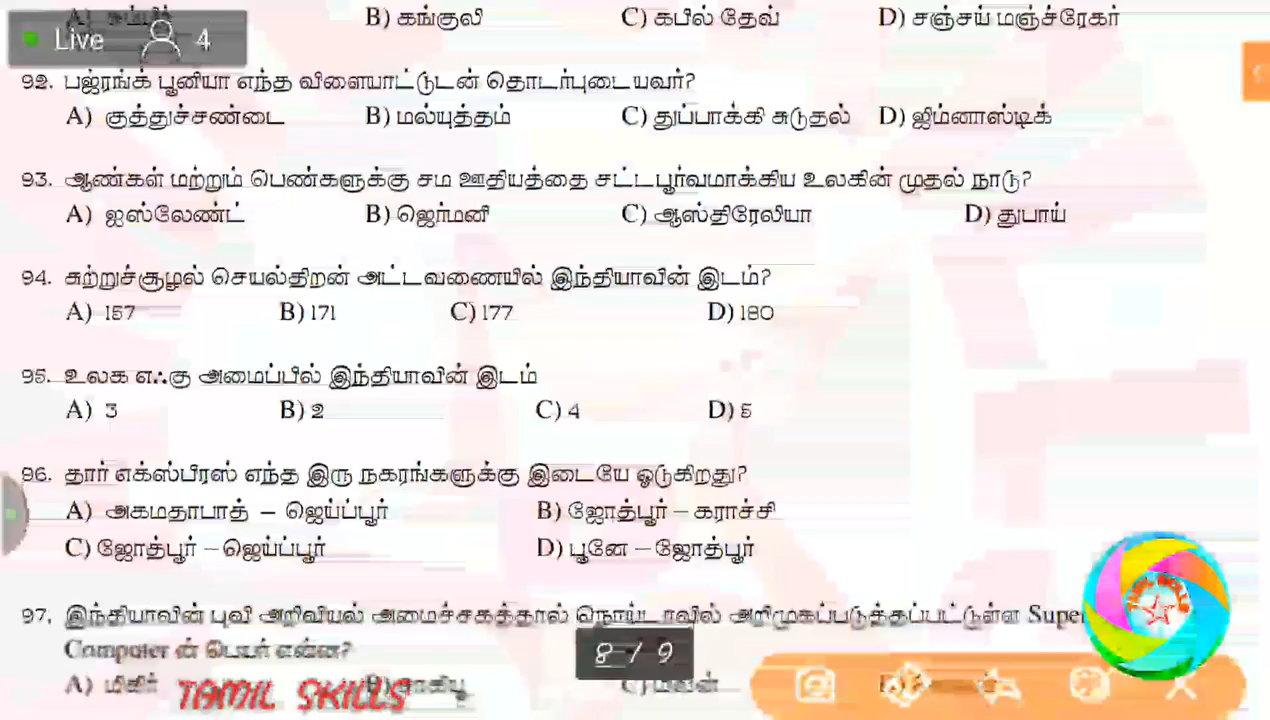 B) கங்குலி C) கபில் தேவ் D) சஞ்சய் மஞ்ச்ரேகர்
Live 4
92. பஜ்ரங்க் பூனியா எந்த விளையாட்டுடன் தொடர்புடையவர்?
A) குத்துச்சண்டை B) மல்யுத்தம் C) துப்பாக்கி சுடுதல் D) ஜிம்னாஸ்டிக்
93. ஆண்கள் மற்றும் பெண்களுக்கு சம ஊதியத்தை சட்டபூர்வமாக்கிய உலகின் முதல் நாடு?
A) ஐஸ்லேண்ட் B) ஜெர்மனி C) ஆஸ்திரேலியா D) துபாய்
94. சுற்றுச்சூழல் செயல்திறன் அட்டவணையில் இந்தியாவின் இடம்?
A) 157 B) 171 C) 177 D) 180
95. உலக எஃகு அமைப்பில் இந்தியாவின் இடம்
A) 3 B) 2 C) 4 D) 5
96. தார் எக்ஸ்பிரஸ் எந்த இரு நகரங்களுக்கு இடையே ஓடுகிறது?
A) அகமதாபாத் – ஜெய்ப்பூர் B) ஜோத்பூர் – கராச்சி
C) ஜோத்பூர் – ஜெய்ப்பூர் D) பூனே – ஜோத்பூர்
97. இந்தியாவின் புவி அறிவியல் அமைச்சகத்தால் நொய்டாவில் அறிமுகப்படுத்தப்பட்டுள்ள Super
Computer ன் பெயர் என்ன?
8 / 9
A) மிகிர்
TAMIL SKILLS